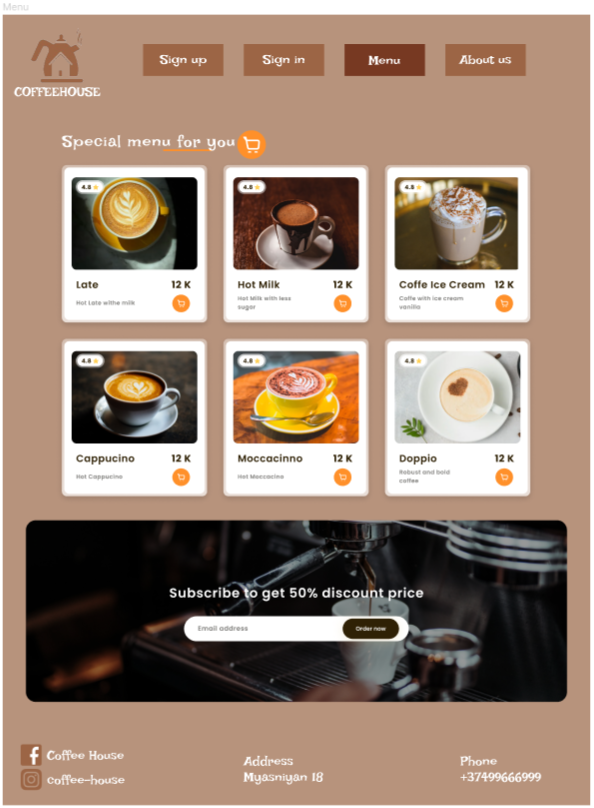 Menu
COFFEEHOUSE
Sign up
Sign in
Menu
About us
Special menu for you
4.8
Late
12 K
Hot Late withe milk
4.8
Hot Milk
12 K
Hot Milk with less
sugar
4.8
Coffe Ice Cream
12 K
Coffe with ice cream
vanilla
4.8
Cappucino
12 K
Hot Cappucino
4.8
Moccacinno
12 K
Hot Moccacino
4.8
Doppio
12 K
Robust and bold
coffee
Subscribe to get 50% discount price
Email address
Order now
Coffee House
coffee-house
Address
Myasniyan 18
Phone
+37499666999